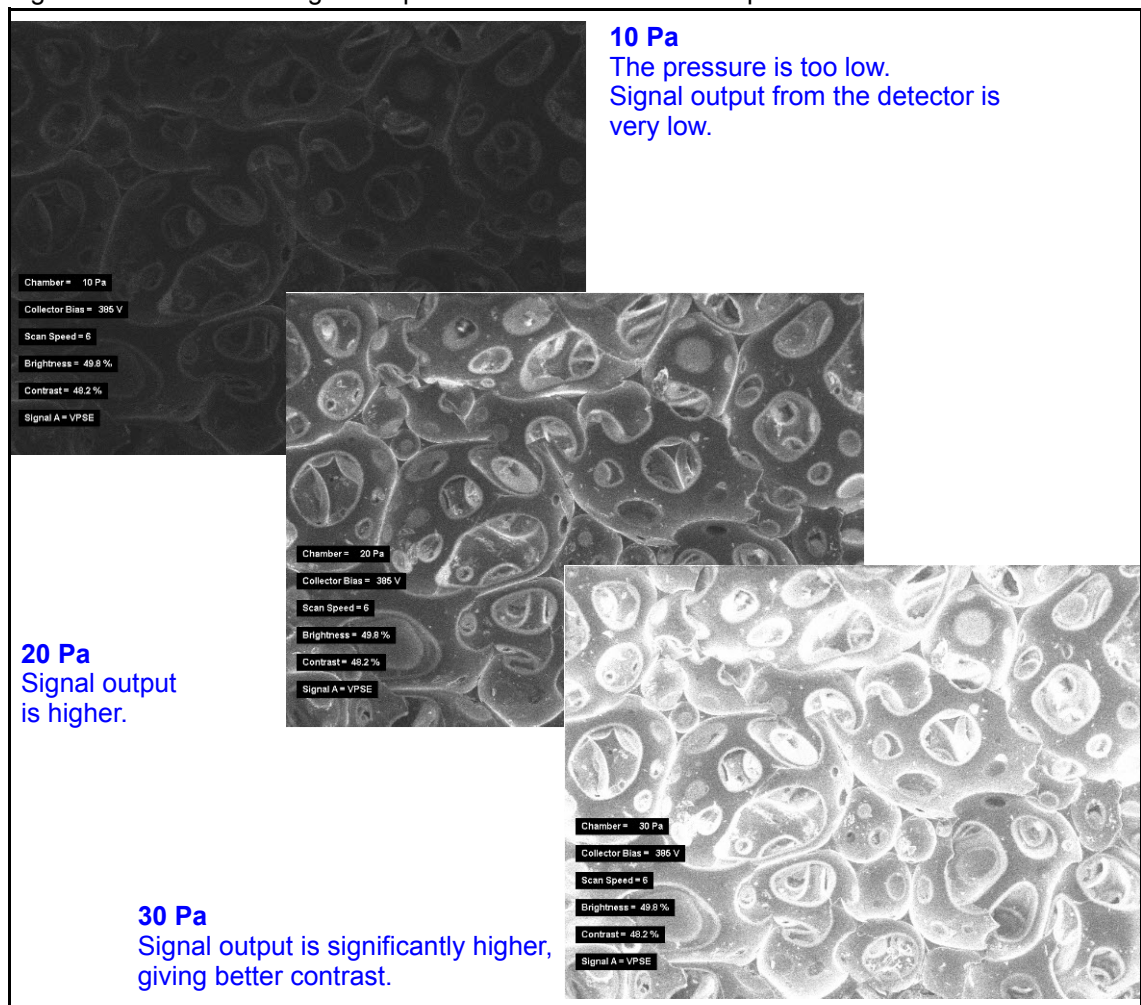 10 Pa
The pressure is too low.
Signal output from the detector is
very low.
Chamber = 10 Pa
Collector Bias = 385 V
Scan Speed = 6
Brightness = 49.8 %
Contrast = 48.2 %
Signal A = VPSE
Chamber = 20 Pa
Collector Bias = 385 V
Scan Speed = 6
Brightness = 49.8 %
Contrast = 48.2 %
Signal A = VPSE
20 Pa
Signal output
is higher.
Chamber = 30 Pa
Collector Bias = 385 V
Scan Speed = 6
Brightness = 49.8 %
Contrast = 48.2 %
Signal A = VPSE
30 Pa
Signal output is significantly higher,
giving better contrast.